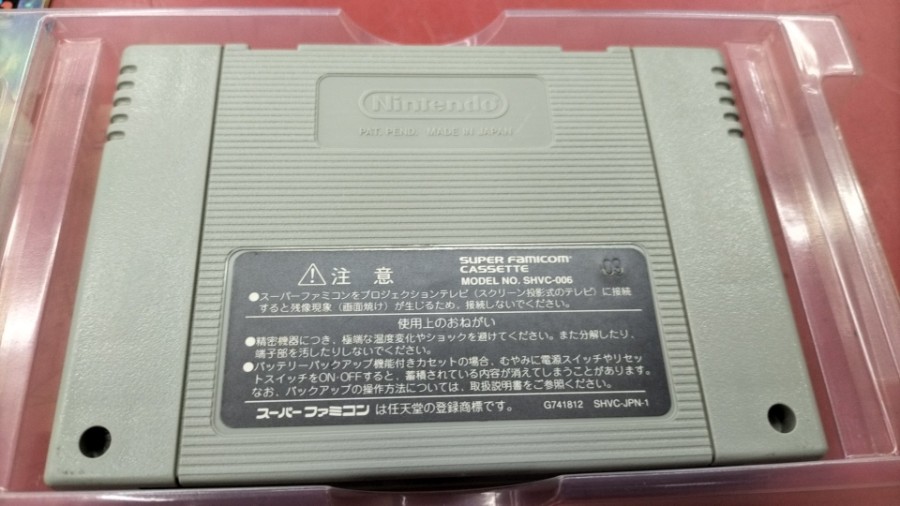 Nintendo
PAT. PEND. MADE IN JAPAN
注意
SUPER FAMICOM
CASSETTE
MODEL NO. SHVC-006
09
●スーパーファミコンをプロジェクションテレビ（スクリーン投影式のテレビ）に接続
すると残像現象（画面焼け）が生じるため、接続しないでください。
使用上のおねがい
●精密機器につき、極端な温度変化やショックを避けてください。また分解したり、
端子部を汚したりしないでください。
●バッテリーバックアップ機能付きカセットの場合、むやみに電源スイッチやリセッ
トスイッチをON・OFFすると、蓄積されている内容が消えてしまうことがあります。
なお、バックアップの操作方法については、取扱説明書をご参照ください。
スーパーファミコンは任天堂の登録商標です。 G741812 SHVC-JPN-1